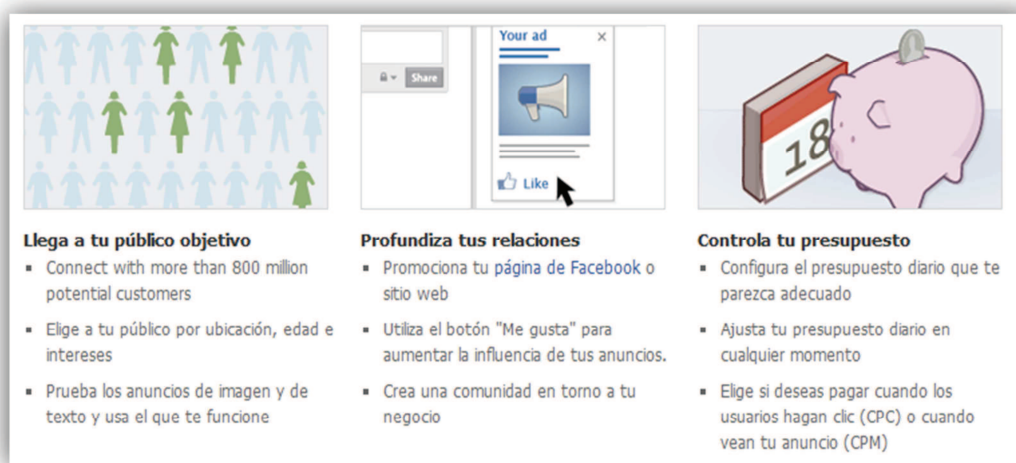 Your ad
Share
Like
18
Llega a tu público objetivo
Connect with more than 800 million
potential customers
Elige a tu público por ubicación, edad e
intereses
Prueba los anuncios de imagen y de
texto y usa el que te funcione
Profundiza tus relaciones
Promociona tu página de Facebook o
sitio web
Utiliza el botón "Me gusta" para
aumentar la influencia de tus anuncios.
Crea una comunidad en torno a tu
negocio
Controla tu presupuesto
Configura el presupuesto diario que te
parezca adecuado
Ajusta tu presupuesto diario en
cualquier momento
Elige si deseas pagar cuando los
usuarios hagan clic (CPC) o cuando
vean tu anuncio (CPM)